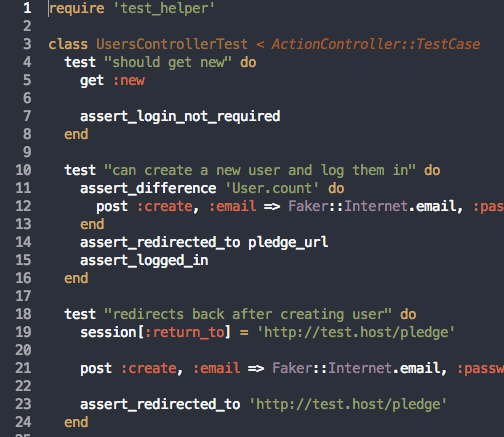 1 require 'test_helper'
2
3 class UsersControllerTest < ActionController::TestCase
4 test "should get new" do
5 get :new
6
7 assert_login_not_required
8 end
9
10 test "can create a new user and log them in" do
11 assert_difference 'User.count' do
12 post :create, :email => Faker::Internet.email, :pas
13 end
14 assert_redirected_to pledge_url
15 assert_logged_in
16 end
17
18 test "redirects back after creating user" do
19 session[:return_to] = 'http://test.host/pledge'
20
21 post :create, :email => Faker::Internet.email, :passw
22
23 assert_redirected_to 'http://test.host/pledge'
24 end